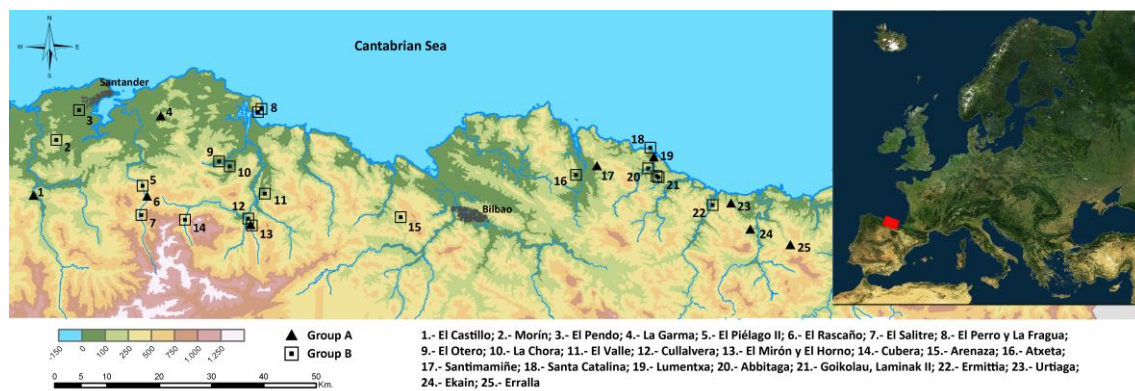 N
W E
S
Cantabrian Sea
Santander
8
4
3
18
2
19
9
10
17
20
16
21
5
1
6
11
22
23
7
12
14
13
15
Bilbao
24
25
-150
0
100
250
500
750
1.000
1.250
Group A
Group B
0 10 20 30 40 50 Km.
1.- El Castillo; 2.- Morín; 3.- El Pendo; 4.- La Garma; 5.- El Piélago II; 6.- El Rascaño; 7.- El Salitre; 8.- El Perro y La Fragua;
9.- El Otero; 10.- La Chora; 11.- El Valle; 12.- Cullalvera; 13.- El Mirón y El Horno; 14.- Cubera; 15.- Arenaza; 16.- Atxeta;
17.- Santimamiñe; 18.- Santa Catalina; 19.- Lumentxa; 20.- Abbitaga; 21.- Goikolau, Laminak II; 22.- Ermittia; 23.- Urtiaga;
24.- Ekain; 25.- Erralla